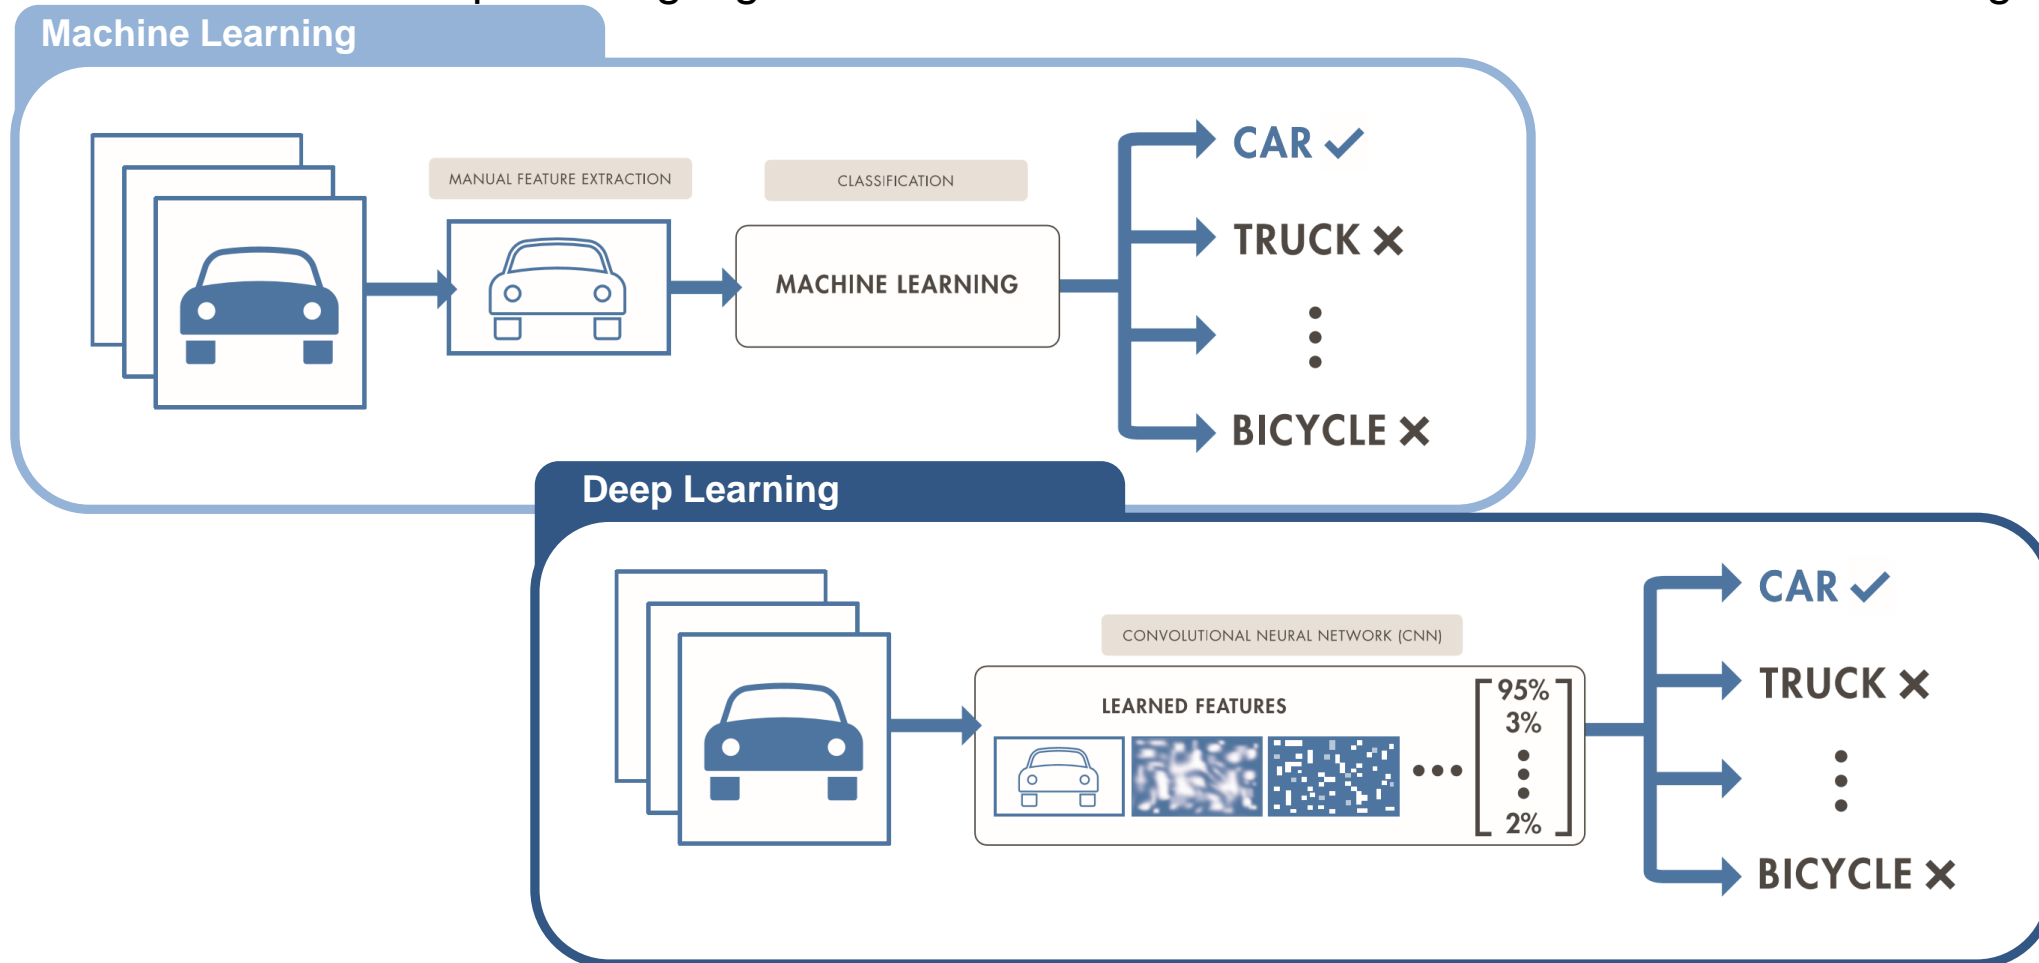 Machine Learning
MANUAL FEATURE EXTRACTION
CLASSIFICATION
MACHINE LEARNING
CAR
TRUCK
BICYCLE
Deep Learning
CONVOLUTIONAL NEURAL NETWORK (CNN)
LEARNED FEATURES
95%
3%
2%
CAR
TRUCK
BICYCLE